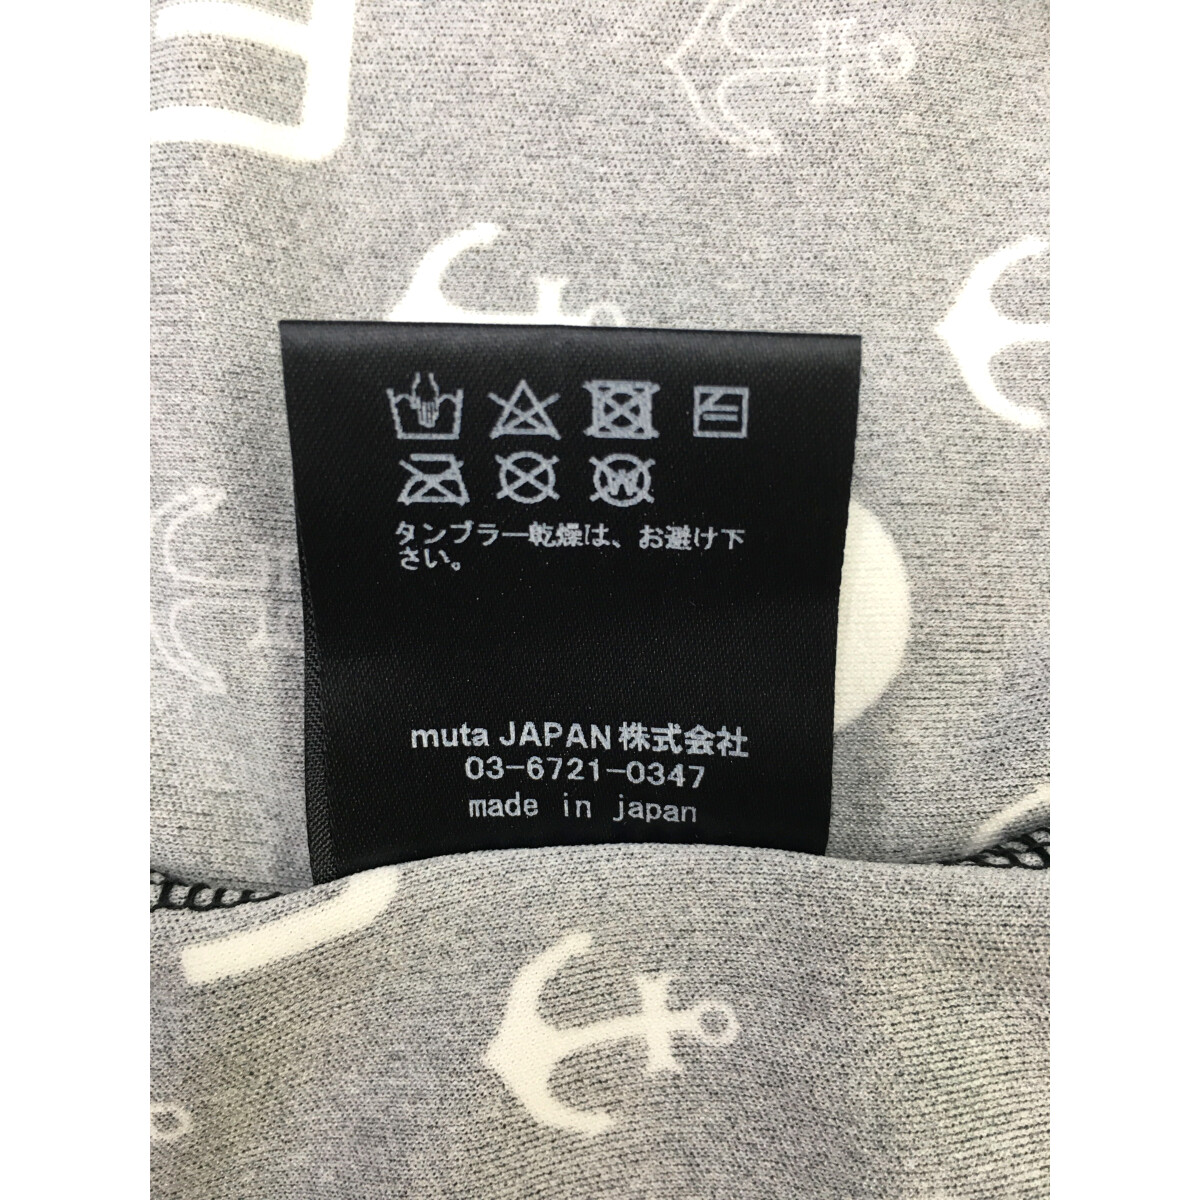 タンブラー乾燥は、お避け下
さい。
muta JAPAN株式会社
03-6721-0347
made in japan